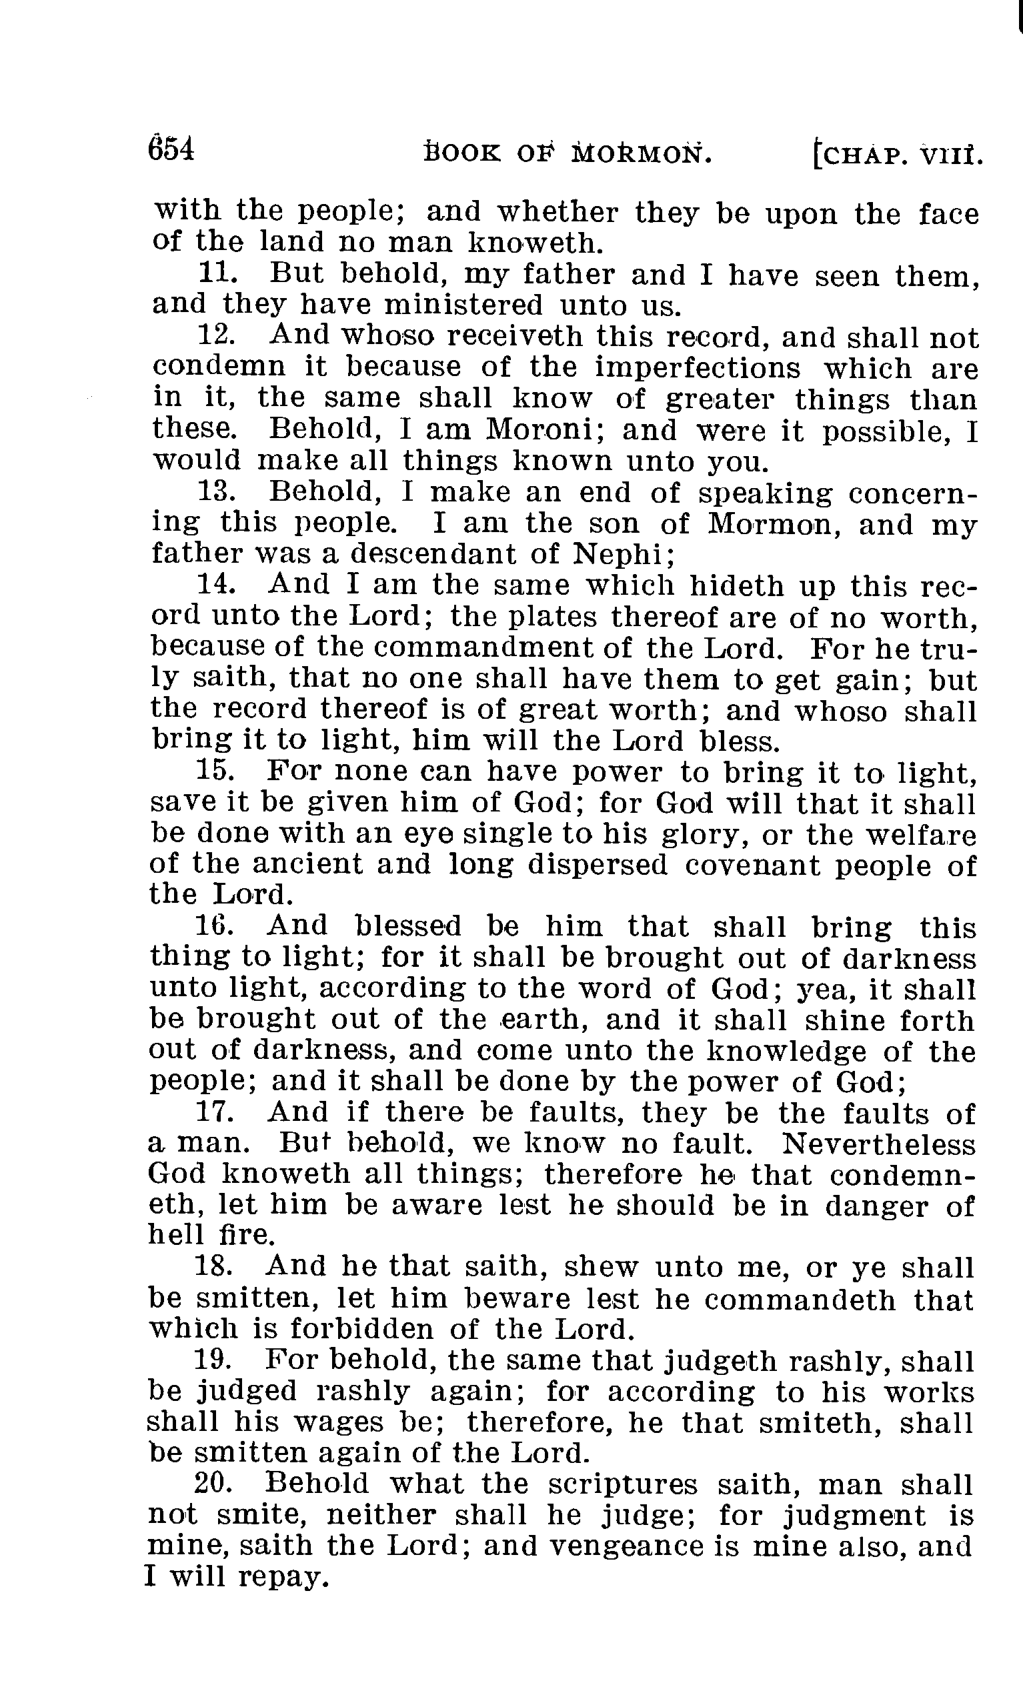 654 BOOK OF MORMON. [CHAP. VIII.
with the people; and whether they be upon the face
of the land no man knoweth.
11. But behold, my father and I have seen them,
and they have ministered unto us.
12. And whoso receiveth this record, and shall not
condemn it because of the imperfections which are
in it, the same shall know of greater things than
these. Behold, I am Moroni; and were it possible, I
would make all things known unto you.
13. Behold, I make an end of speaking concern-
ing this people. I am the son of Mormon, and my
father was a descendant of Nephi;
14. And I am the same which hideth up this rec-
ord unto the Lord; the plates thereof are of no worth,
because of the commandment of the Lord. For he tru-
ly saith, that no one shall have them to get gain; but
the record thereof is of great worth; and whoso shall
bring it to light, him will the Lord bless.
15. For none can have power to bring it to light,
save it be given him of God; for God will that it shall
be done with an eye single to his glory, or the welfare
of the ancient and long dispersed covenant people of
the Lord.
16. And blessed be him that shall bring this
thing to light; for it shall be brought out of darkness
unto light, according to the word of God; yea, it shall
be brought out of the earth, and it shall shine forth
out of darkness, and come unto the knowledge of the
people; and it shall be done by the power of God;
17. And if there be faults, they be the faults of
a man. But behold, we know no fault. Nevertheless
God knoweth all things; therefore he that condemn-
eth, let him be aware lest he should be in danger of
hell fire.
18. And he that saith, shew unto me, or ye shall
be smitten, let him beware lest he commandeth that
which is forbidden of the Lord.
19. For behold, the same that judgeth rashly, shall
be judged rashly again; for according to his works
shall his wages be; therefore, he that smiteth, shall
be smitten again of the Lord.
20. Behold what the scriptures saith, man shall
not smite, neither shall he judge; for judgment is
mine, saith the Lord; and vengeance is mine also, and
I will repay.